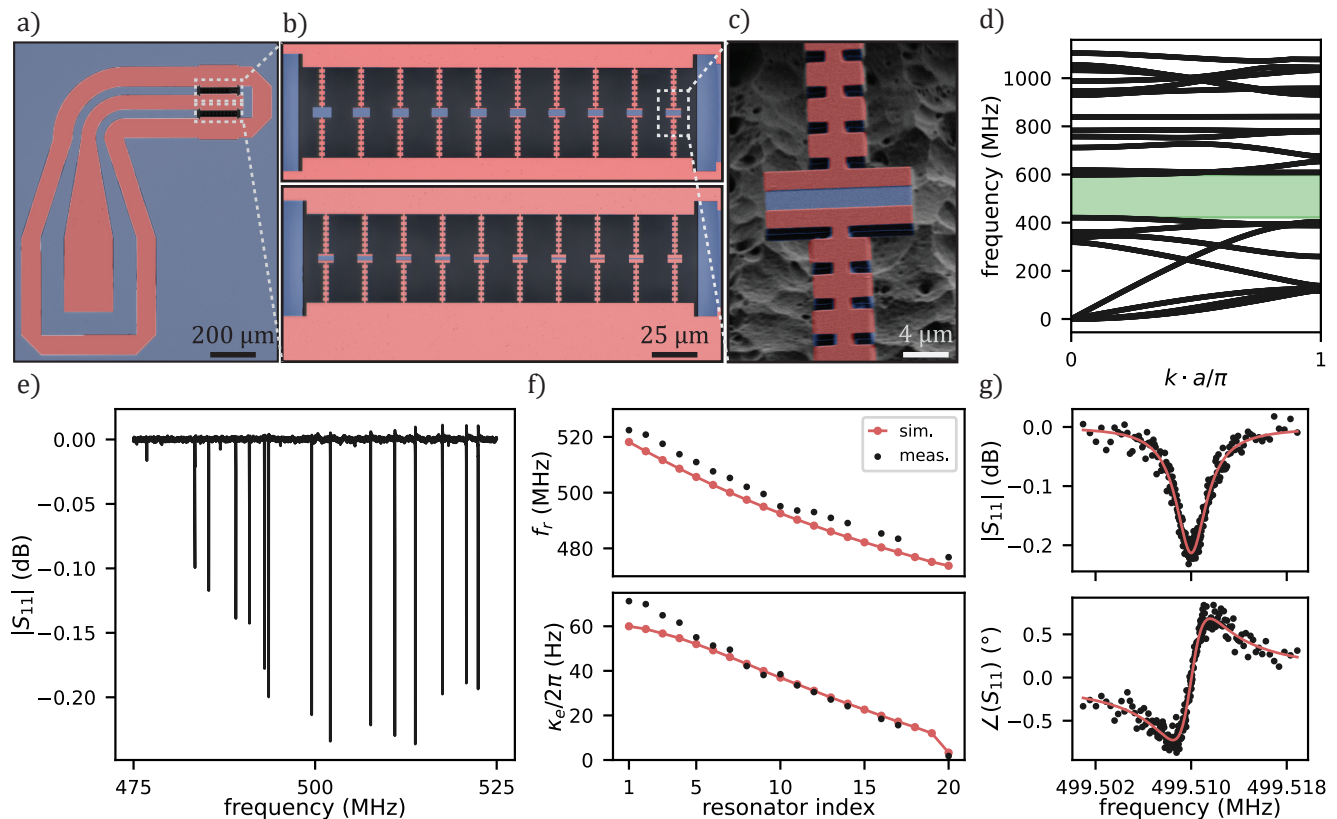 a)
200 μm
b)
25 μm
c)
4 μm
d)
frequency (MHz)
1000
800
600
400
200
0
0
1
k · a/π
e)
|S₁₁| (dB)
0.00
−0.05
−0.10
−0.15
−0.20
475
500
525
frequency (MHz)
f)
fᵣ (MHz)
520
500
480
sim.
meas.
κₑ/2π (Hz)
60
40
20
0
1
5
10
15
20
resonator index
g)
|S₁₁| (dB)
0.0
−0.1
−0.2
∠(S₁₁) (°)
0.5
0.0
−0.5
499.502
499.510
499.518
frequency (MHz)